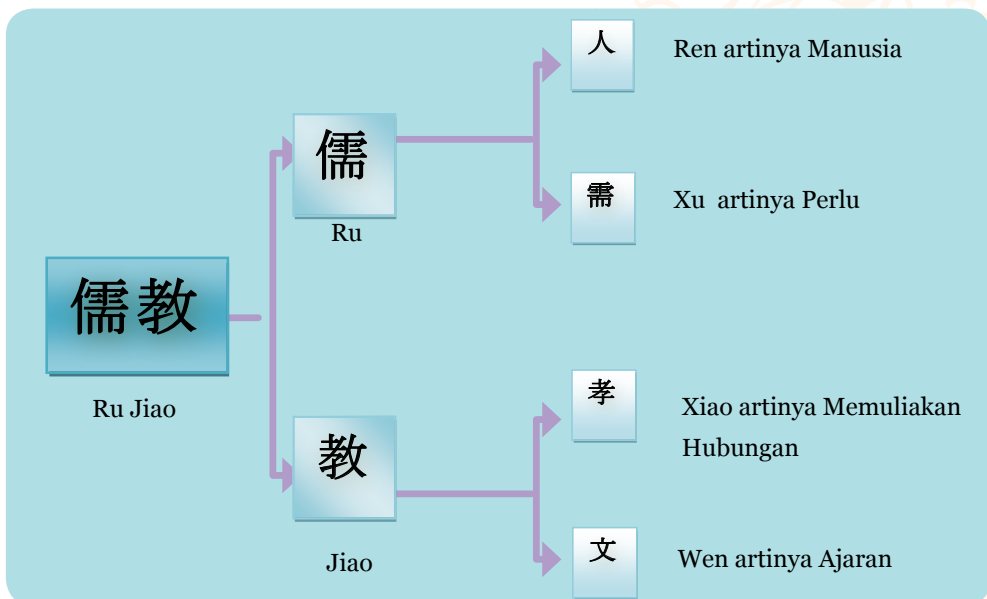 人
Ren artinya Manusia
儒
需
Xu artinya Perlu
Ru
儒教
Ru Jiao
孝
Xiao artinya Memuliakan
Hubungan
教
文
Wen artinya Ajaran
Jiao